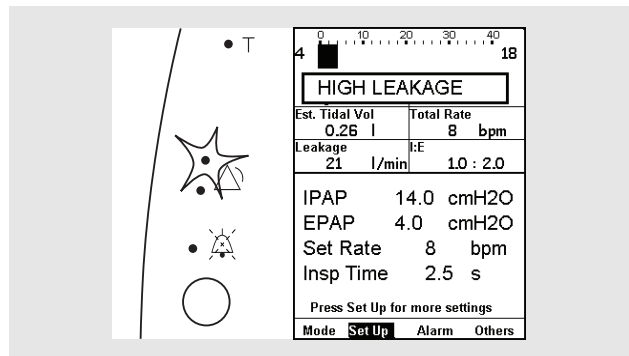 T
0 10 20 30 40
4 18
HIGH LEAKAGE
Est. Tidal Vol Total Rate
0.26 l 8 bpm
Leakage I:E
21 l/min 1.0 : 2.0
IPAP 14.0 cmH2O
EPAP 4.0 cmH2O
Set Rate 8 bpm
Insp Time 2.5 s
Press Set Up for more settings
Mode Set Up Alarm Others